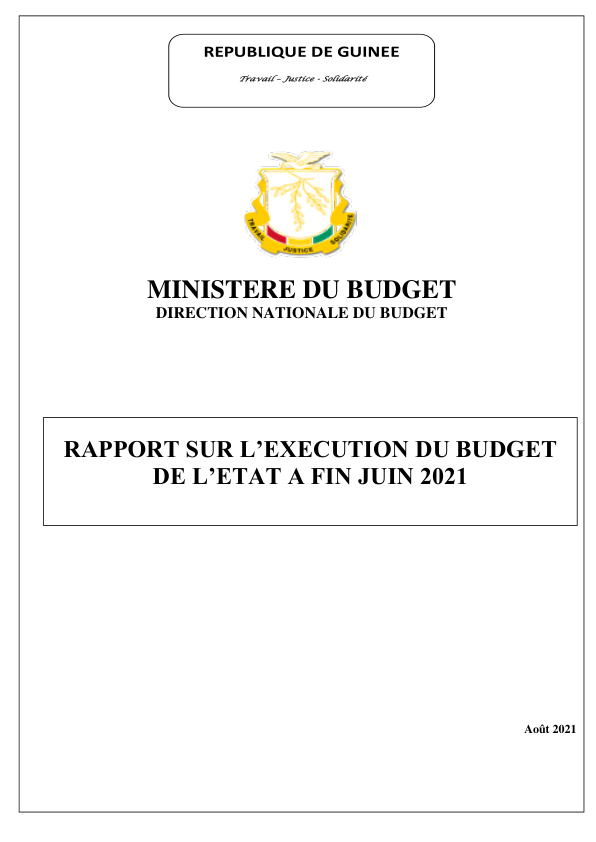 REPUBLIQUE DE GUINEE
Travail – Justice - Solidarité
TRAVAIL
JUSTICE
SOLIDARITÉ
MINISTERE DU BUDGET
DIRECTION NATIONALE DU BUDGET
RAPPORT SUR L’EXECUTION DU BUDGET
DE L’ETAT A FIN JUIN 2021
Août 2021